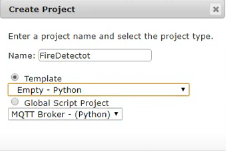 Create Project
Enter a project name and select the project type.
Name: FireDetectot
Template
Empty - Python
Global Script Project
MQTT Broker - (Python)